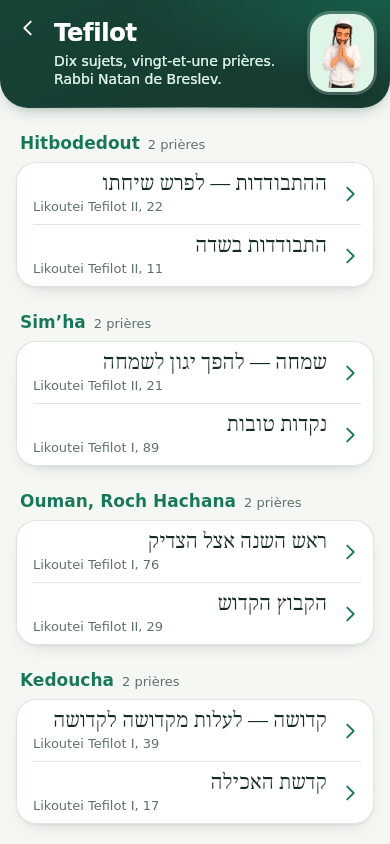 Tefilot
Dix sujets, vingt-et-une prières.
Rabbi Natan de Breslev.
Hitbodedout 2 prières
ההתבודדות — לפרש שיחתו
Likoutei Tefilot II, 22
התבודדות בשדה
Likoutei Tefilot II, 11
Sim’ha 2 prières
שמחה — להפך יגון לשמחה
Likoutei Tefilot II, 21
נקדות טובות
Likoutei Tefilot I, 89
Ouman, Roch Hachana 2 prières
ראש השנה אצל הצדיק
Likoutei Tefilot I, 76
הקבוץ הקדוש
Likoutei Tefilot II, 29
Kedoucha 2 prières
קדושה — לעלות מקדושה לקדושה
Likoutei Tefilot I, 39
קדשת האכילה
Likoutei Tefilot I, 17